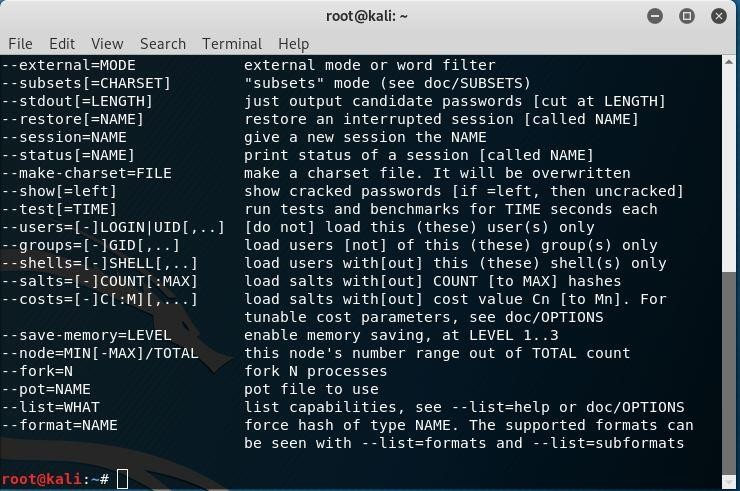 root@kali: ~
File Edit View Search Terminal Help
--external=MODE external mode or word filter
--subsets[=CHARSET] "subsets" mode (see doc/SUBSETS)
--stdout[=LENGTH] just output candidate passwords [cut at LENGTH]
--restore[=NAME] restore an interrupted session [called NAME]
--session=NAME give a new session the NAME
--status[=NAME] print status of a session [called NAME]
--make-charset=FILE make a charset file. It will be overwritten
--show[=left] show cracked passwords [if =left, then uncracked]
--test[=TIME] run tests and benchmarks for TIME seconds each
--users=[-]LOGIN|UID[,..] [do not] load this (these) user(s) only
--groups=[-]GID[,..] load users [not] of this (these) group(s) only
--shells=[-]SHELL[,..] load users with[out] this (these) shell(s) only
--salts=[-]COUNT[:MAX] load salts with[out] COUNT [to MAX] hashes
--costs=[-]C[:M][,...] load salts with[out] cost value Cn [to Mn]. For
tunable cost parameters, see doc/OPTIONS
--save-memory=LEVEL enable memory saving, at LEVEL 1..3
--node=MIN[-MAX]/TOTAL this node's number range out of TOTAL count
--fork=N fork N processes
--pot=NAME pot file to use
--list=WHAT list capabilities, see --list=help or doc/OPTIONS
--format=NAME force hash of type NAME. The supported formats can
be seen with --list=formats and --list=subformats
root@kali:~#